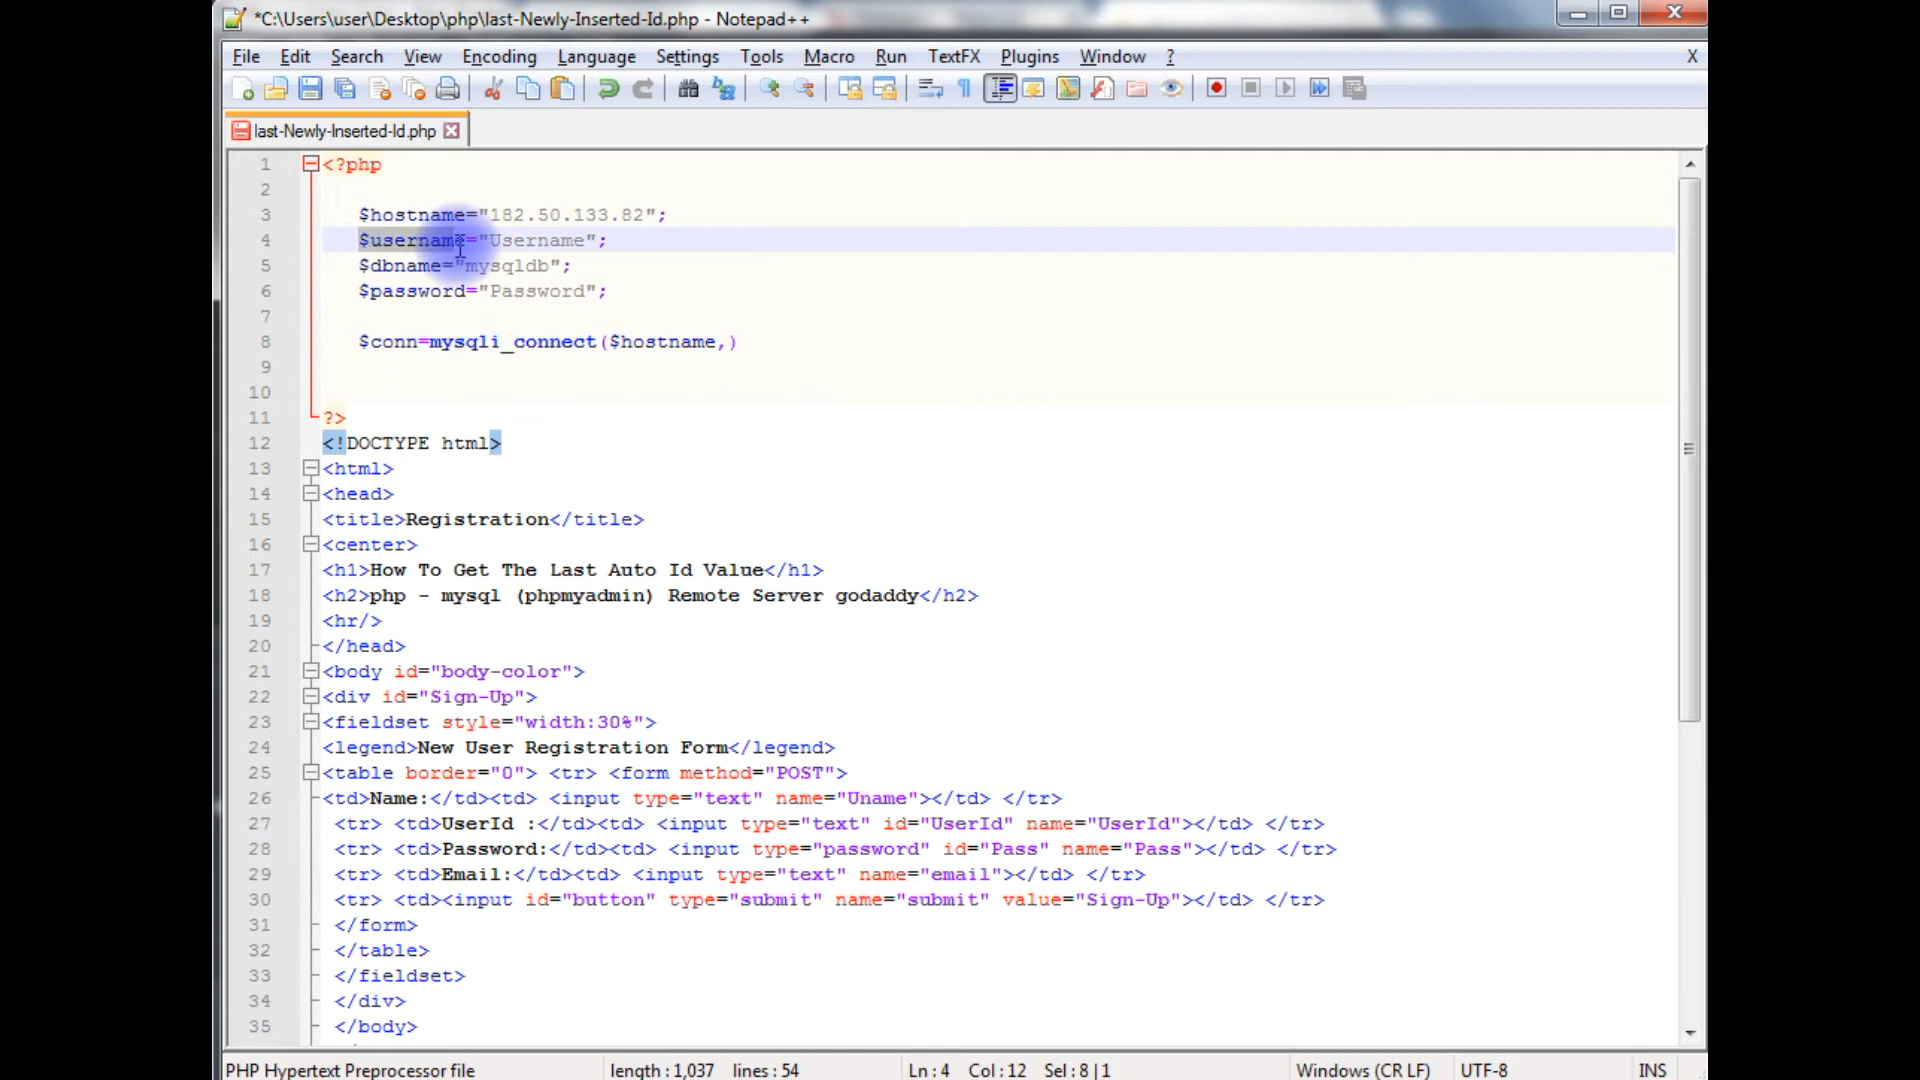 *C:\Users\user\Desktop\php\last-Newly-Inserted-Id.php - Notepad++
File Edit Search View Encoding Language Settings Tools Macro Run TextFX Plugins Window ? X
last-Newly-Inserted-Id.php
1 <?php
2
3 $hostname="182.50.133.82";
4 $username="Username";
5 $dbname="mysqldb";
6 $password="Password";
7
8 $conn=mysqli_connect($hostname,)
9
10
11 ?>
12 <!DOCTYPE html>
13 <html>
14 <head>
15 <title>Registration</title>
16 <center>
17 <h1>How To Get The Last Auto Id Value</h1>
18 <h2>php - mysql (phpmyadmin) Remote Server godaddy</h2>
19 <hr/>
20 </head>
21 <body id="body-color">
22 <div id="Sign-Up">
23 <fieldset style="width:30%">
24 <legend>New User Registration Form</legend>
25 <table border="0"> <tr> <form method="POST">
26 <td>Name:</td><td> <input type="text" name="Uname"></td> </tr>
27 <tr> <td>UserId :</td><td> <input type="text" id="UserId" name="UserId"></td> </tr>
28 <tr> <td>Password:</td><td> <input type="password" id="Pass" name="Pass"></td> </tr>
29 <tr> <td>Email:</td><td> <input type="text" name="email"></td> </tr>
30 <tr> <td><input id="button" type="submit" name="submit" value="Sign-Up"></td> </tr>
31 </form>
32 </table>
33 </fieldset>
34 </div>
35 </body>
PHP Hypertext Preprocessor file length : 1,037 lines : 54 Ln : 4 Col : 12 Sel : 8 | 1 Windows (CR LF) UTF-8 INS